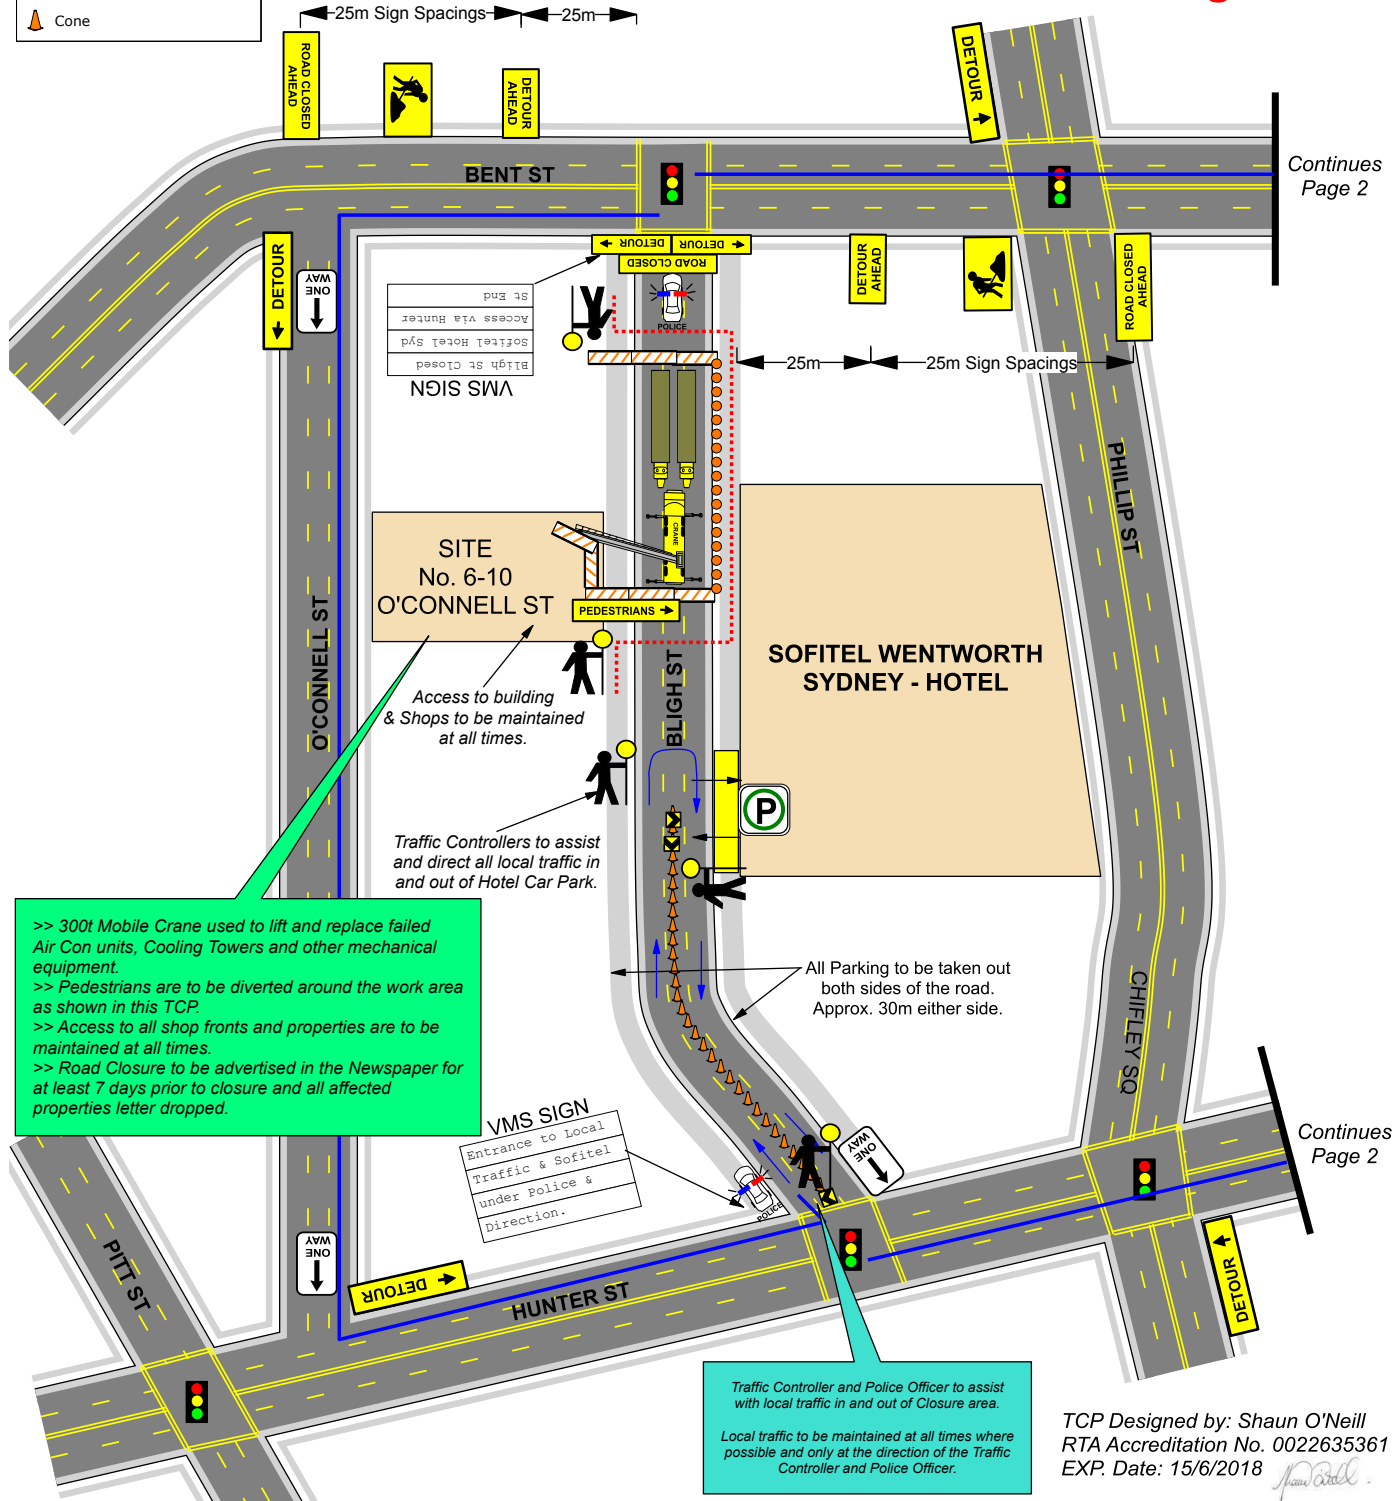 Cone
25m Sign Spacings
25m
ROAD CLOSED
AHEAD
DETOUR
AHEAD
DETOUR
BENT ST
Continues
Page 2
DETOUR
ONE
WAY
DETOUR
DETOUR
ROAD CLOSED
POLICE
Bligh St Closed
Sofitel Hotel Syd
Access via Hunter
St End
VMS SIGN
DETOUR
AHEAD
ROAD CLOSED
AHEAD
25m
25m Sign Spacings
PHILLIP ST
CRANE
SITE
No. 6-10
O'CONNELL ST
PEDESTRIANS
O'CONNELL ST
BLIGH ST
SOFITEL WENTWORTH
SYDNEY - HOTEL
Access to building
& Shops to be maintained
at all times.
P
Traffic Controllers to assist
and direct all local traffic in
and out of Hotel Car Park.
>> 300t Mobile Crane used to lift and replace failed
Air Con units, Cooling Towers and other mechanical
equipment.
>> Pedestrians are to be diverted around the work area
as shown in this TCP.
>> Access to all shop fronts and properties are to be
maintained at all times.
>> Road Closure to be advertised in the Newspaper for
at least 7 days prior to closure and all affected
properties letter dropped.
All Parking to be taken out
both sides of the road.
Approx. 30m either side.
CHIFLEY SQ
VMS SIGN
Entrance to Local
Traffic & Sofitel
under Police &
Direction.
POLICE
ONE
WAY
Continues
Page 2
PITT ST
ONE
WAY
DETOUR
HUNTER ST
DETOUR
Traffic Controller and Police Officer to assist
with local traffic in and out of Closure area.
Local traffic to be maintained at all times where
possible and only at the direction of the Traffic
Controller and Police Officer.
TCP Designed by: Shaun O'Neill
RTA Accreditation No. 0022635361
EXP. Date: 15/6/2018